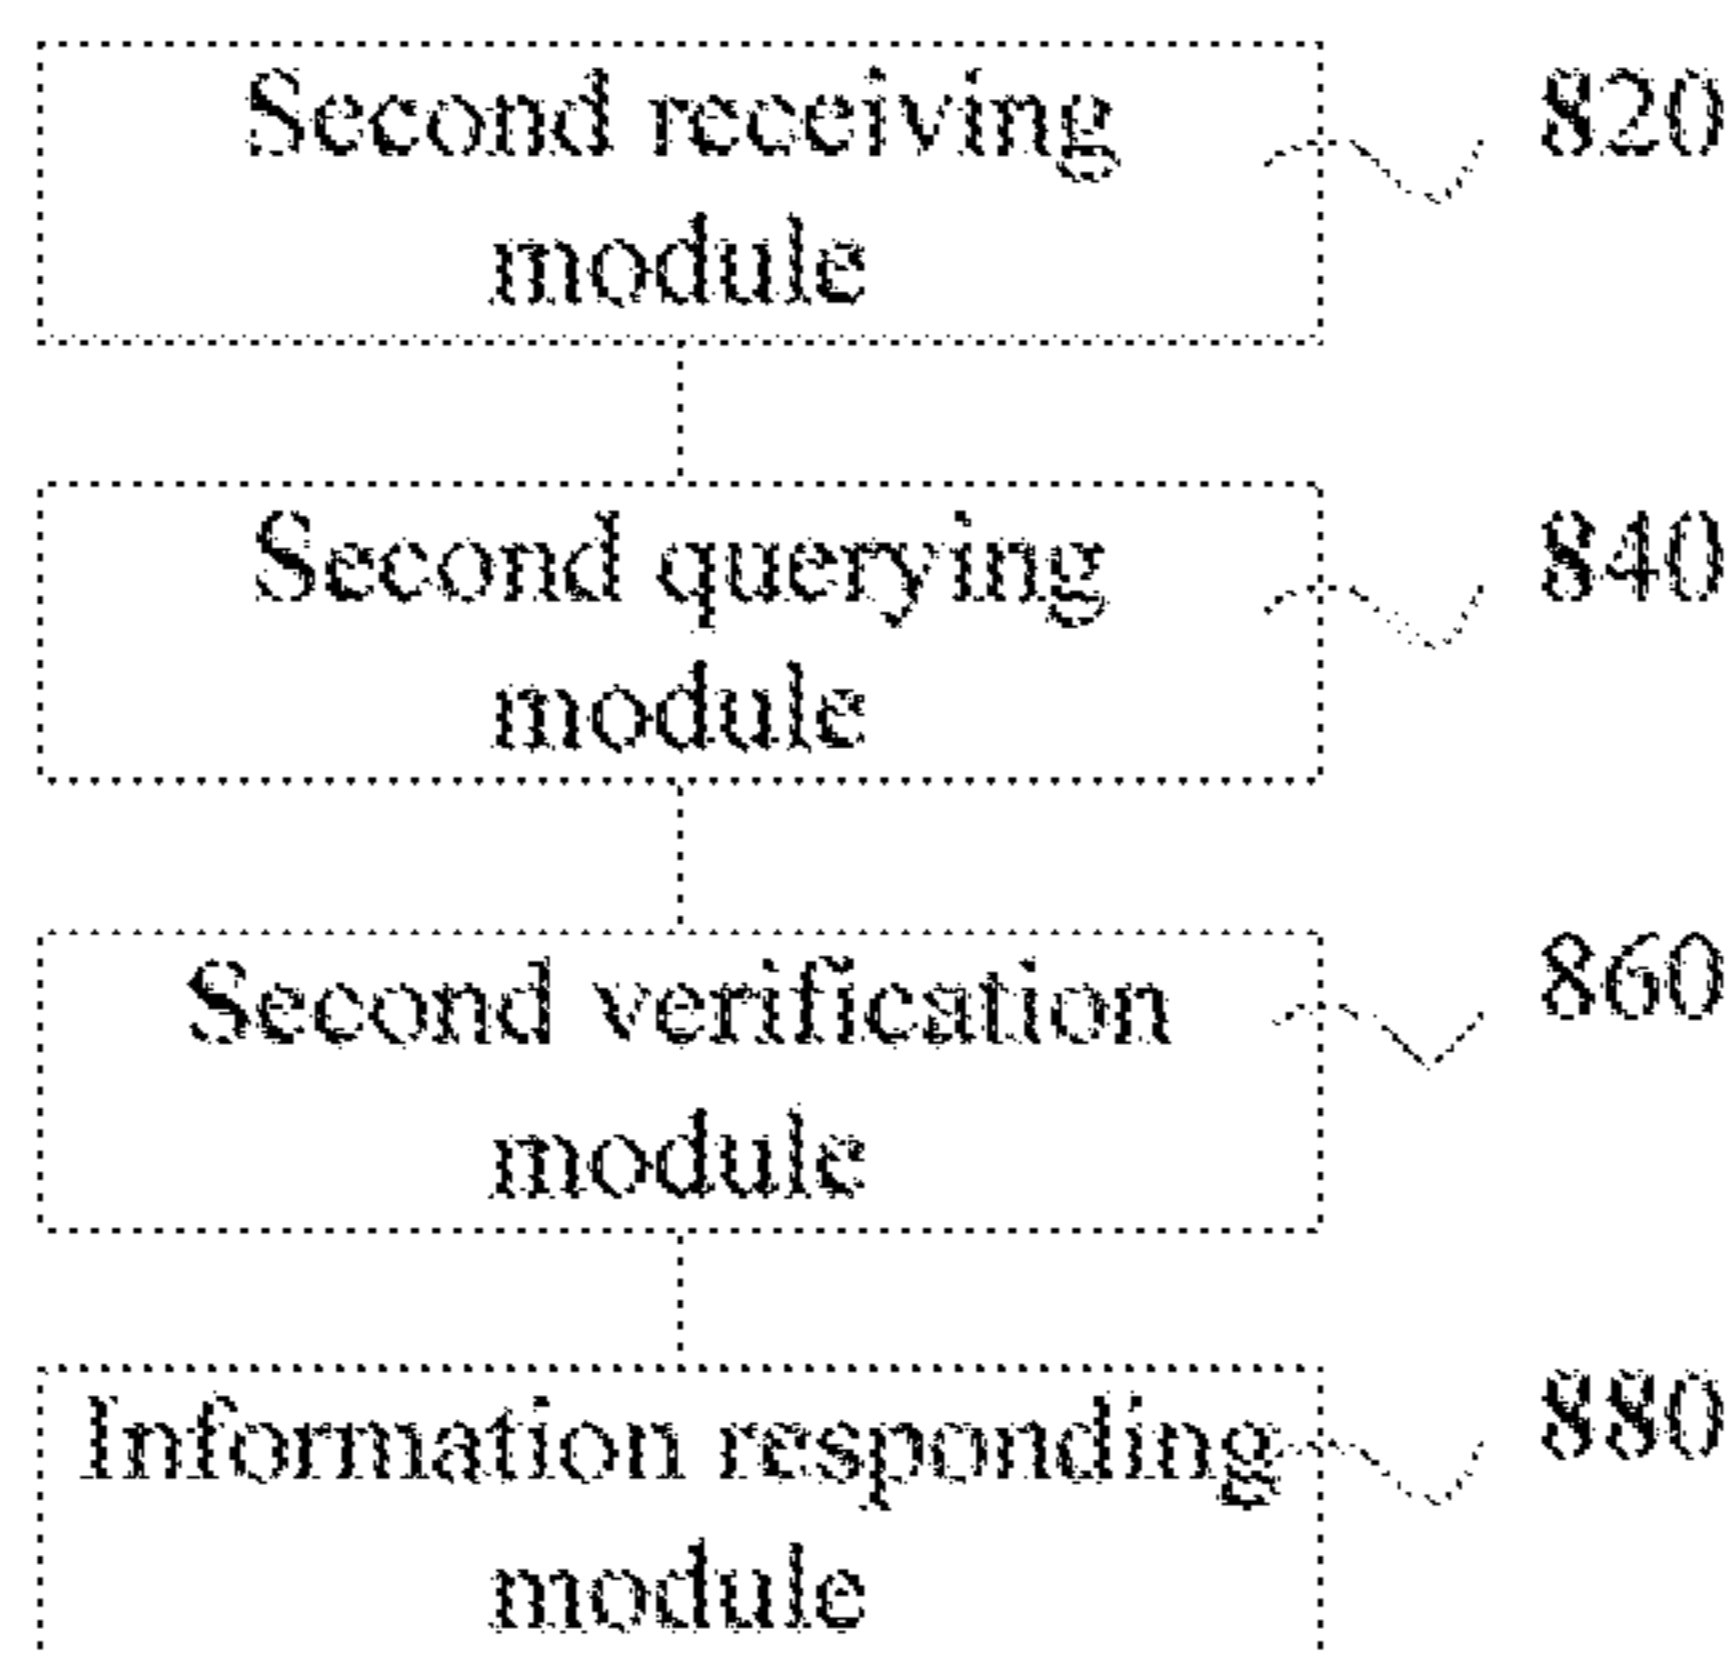 Second receiving
module
820
Second querying
module
840
Second verification
module
860
Information responding
module
880